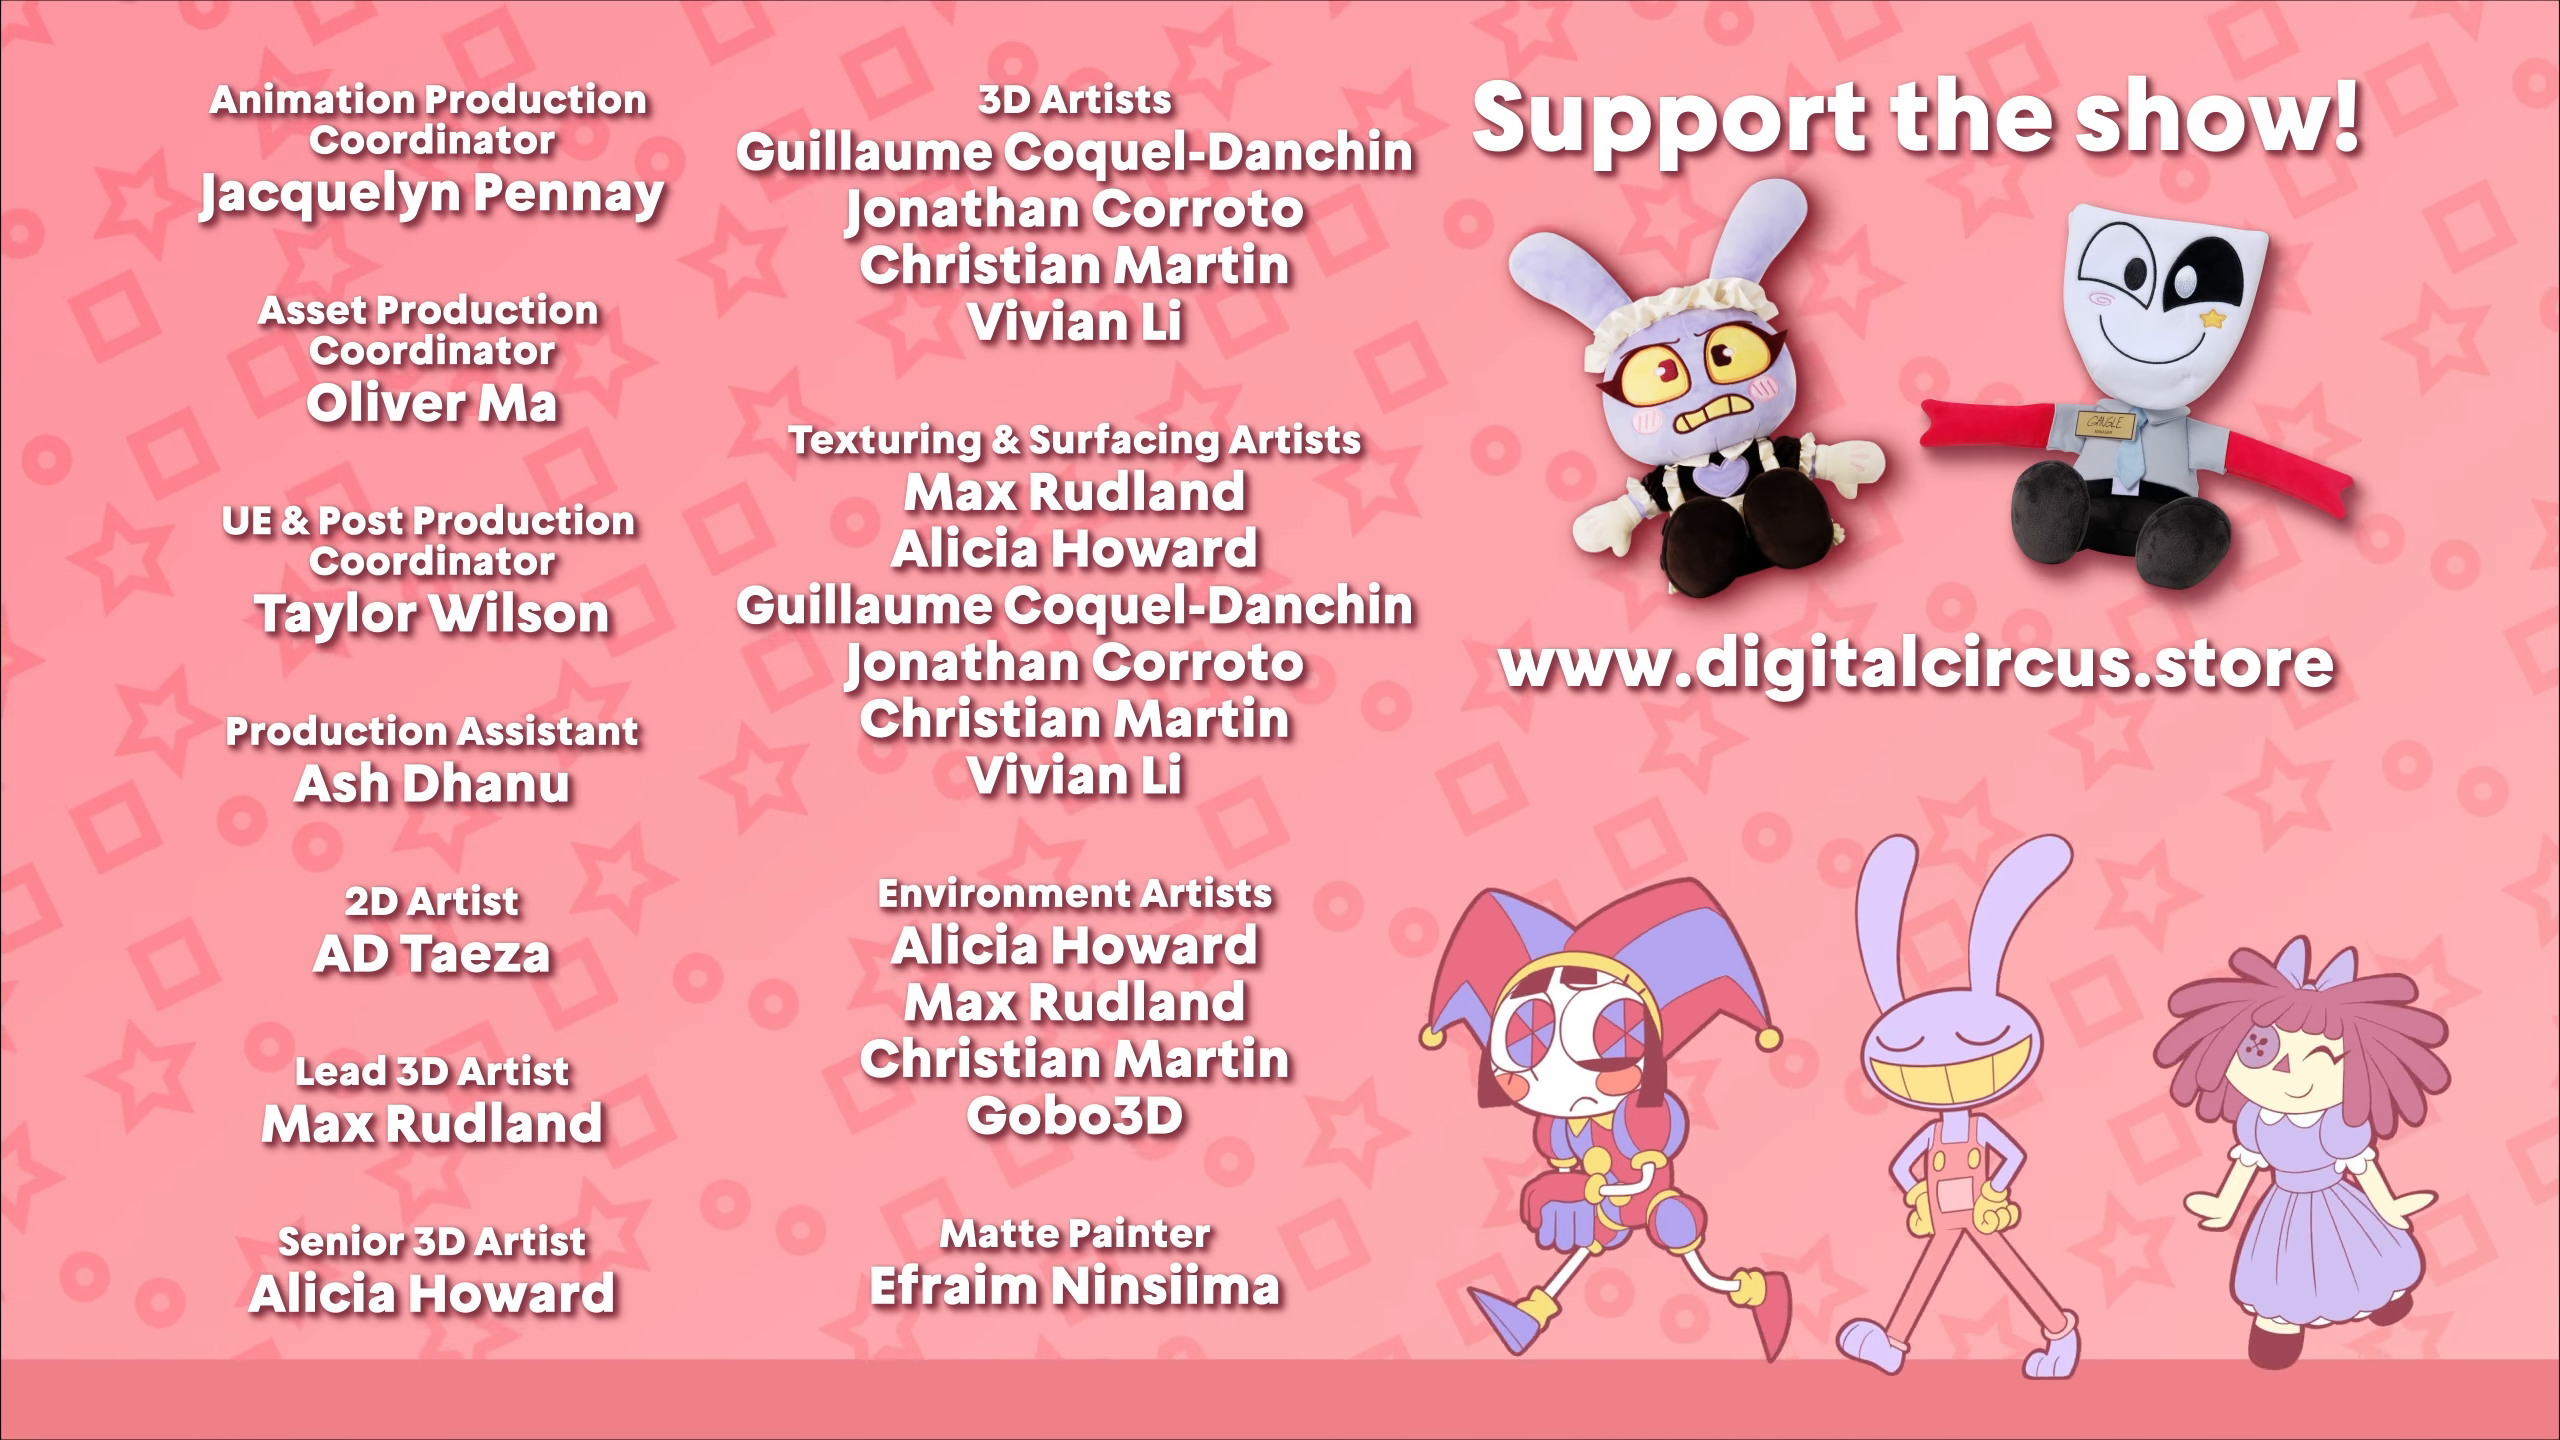 Animation Production
Coordinator
Jacquelyn Pennay
Asset Production
Coordinator
Oliver Ma
UE & Post Production
Coordinator
Taylor Wilson
Production Assistant
Ash Dhanu
2D Artist
AD Taeza
Lead 3D Artist
Max Rudland
Senior 3D Artist
Alicia Howard
3D Artists
Guillaume Coquel-Danchin
Jonathan Corroto
Christian Martin
Vivian Li
Texturing & Surfacing Artists
Max Rudland
Alicia Howard
Guillaume Coquel-Danchin
Jonathan Corroto
Christian Martin
Vivian Li
Environment Artists
Alicia Howard
Max Rudland
Christian Martin
Gobo3D
Matte Painter
Efraim Ninsiima
Support the show!
GANGLE
MANAGER
www.digitalcircus.store